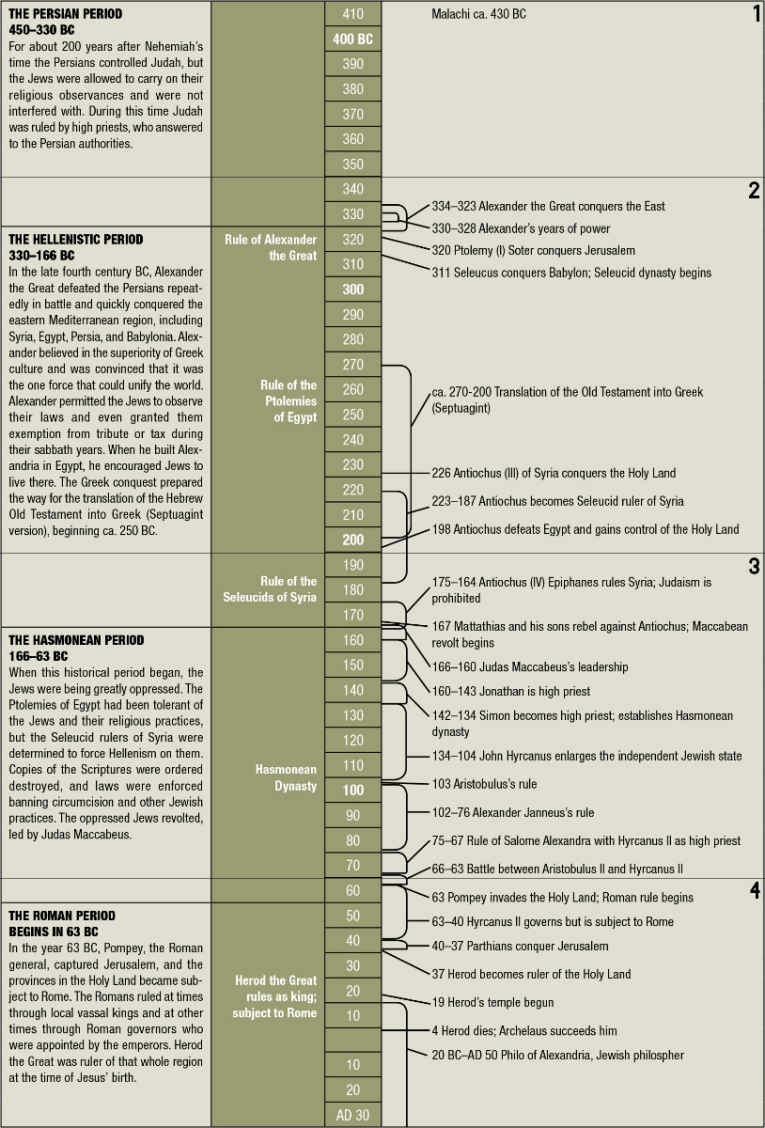 THE PERSIAN PERIOD
450–330 BC
For about 200 years after Nehemiah’s
time the Persians controlled Judah, but
the Jews were allowed to carry on their
religious observances and were not
interfered with. During this time Judah
was ruled by high priests, who answered
to the Persian authorities.
410
400 BC
390
380
370
360
350
Malachi ca. 430 BC
1
340
330
2
334–323 Alexander the Great conquers the East
330–328 Alexander’s years of power
320 Ptolemy (I) Soter conquers Jerusalem
311 Seleucus conquers Babylon; Seleucid dynasty begins
THE HELLENISTIC PERIOD
330–166 BC
In the late fourth century BC, Alexander
the Great defeated the Persians repeat-
edly in battle and quickly conquered the
eastern Mediterranean region, including
Syria, Egypt, Persia, and Babylonia. Alex-
ander believed in the superiority of Greek
culture and was convinced that it was
the one force that could unify the world.
Alexander permitted the Jews to observe
their laws and even granted them
exemption from tribute or tax during
their sabbath years. When he built Alex-
andria in Egypt, he encouraged Jews to
live there. The Greek conquest prepared
the way for the translation of the Hebrew
Old Testament into Greek (Septuagint
version), beginning ca. 250 BC.
Rule of Alexander
the Great
Rule of the
Ptolemies
of Egypt
320
310
300
290
280
270
260
250
240
230
220
210
200
ca. 270-200 Translation of the Old Testament into Greek
(Septuagint)
226 Antiochus (III) of Syria conquers the Holy Land
223–187 Antiochus becomes Seleucid ruler of Syria
198 Antiochus defeats Egypt and gains control of the Holy Land
Rule of the
Seleucids of Syria
190
180
170
3
175–164 Antiochus (IV) Epiphanes rules Syria; Judaism is
prohibited
167 Mattathias and his sons rebel against Antiochus; Maccabean
revolt begins
THE HASMONEAN PERIOD
166–63 BC
When this historical period began, the
Jews were being greatly oppressed. The
Ptolemies of Egypt had been tolerant of
the Jews and their religious practices,
but the Seleucid rulers of Syria were
determined to force Hellenism on them.
Copies of the Scriptures were ordered
destroyed, and laws were enforced
banning circumcision and other Jewish
practices. The oppressed Jews revolted,
led by Judas Maccabeus.
Hasmonean
Dynasty
160
150
140
130
120
110
100
90
80
70
166–160 Judas Maccabeus’s leadership
160–143 Jonathan is high priest
142–134 Simon becomes high priest; establishes Hasmonean
dynasty
134–104 John Hyrcanus enlarges the independent Jewish state
103 Aristobulus’s rule
102–76 Alexander Janneus’s rule
75–67 Rule of Salome Alexandra with Hyrcanus II as high priest
66–63 Battle between Aristobulus II and Hyrcanus II
60
4
63 Pompey invades the Holy Land; Roman rule begins
THE ROMAN PERIOD
BEGINS IN 63 BC
In the year 63 BC, Pompey, the Roman
general, captured Jerusalem, and the
provinces in the Holy Land became sub-
ject to Rome. The Romans ruled at times
through local vassal kings and at other
times through Roman governors who
were appointed by the emperors. Herod
the Great was ruler of that whole region
at the time of Jesus’ birth.
Herod the Great
rules as king;
subject to Rome
50
40
30
20
10
10
20
AD 30
63–40 Hyrcanus II governs but is subject to Rome
40–37 Parthians conquer Jerusalem
37 Herod becomes ruler of the Holy Land
19 Herod’s temple begun
4 Herod dies; Archelaus succeeds him
20 BC–AD 50 Philo of Alexandria, Jewish philospher